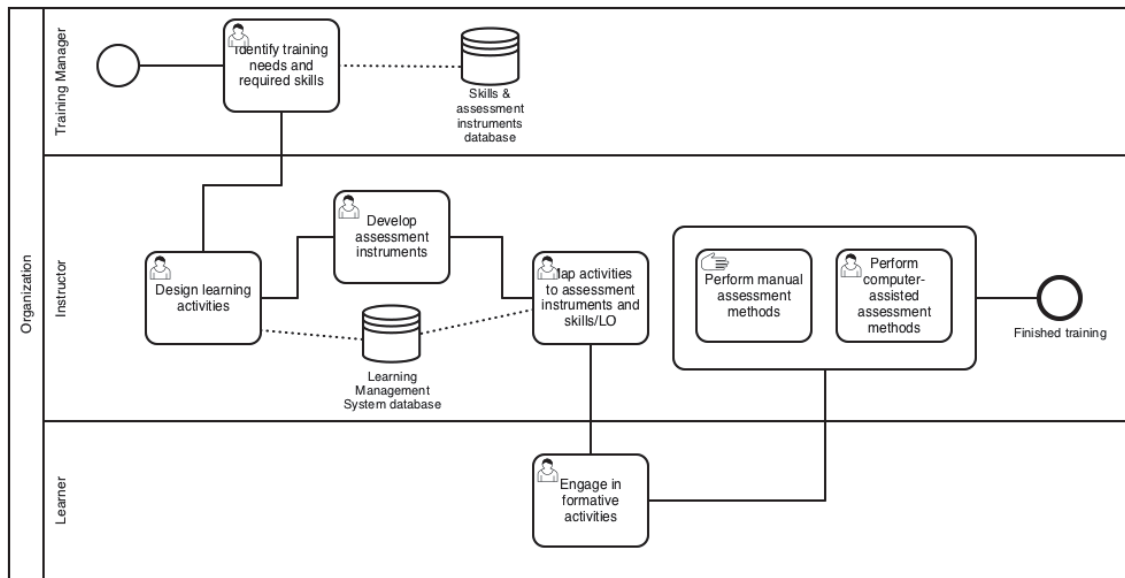 Organization
Training Manager
Identify training
needs and
required skills
Skills &
assessment
instruments
database
Instructor
Design learning
activities
Develop
assessment
instruments
Learning
Management
System database
Map activities
to assessment
instruments and
skills/LO
Perform manual
assessment
methods
Perform
computer-
assisted
assessment
methods
Finished training
Learner
Engage in
formative
activities